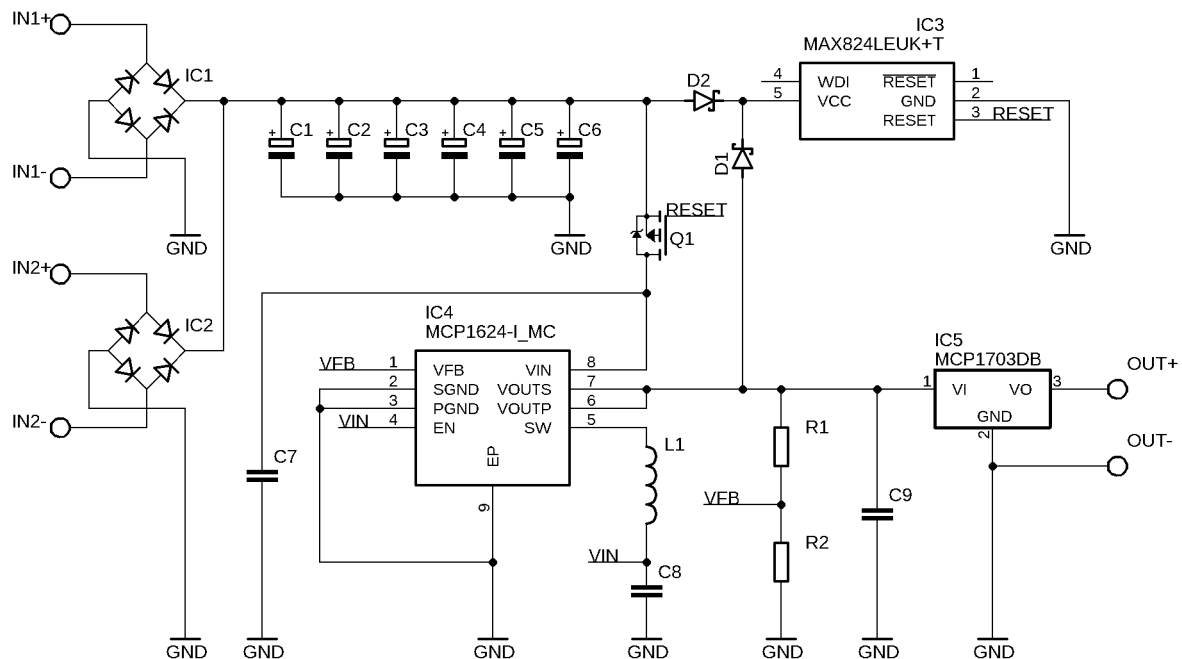 IN1+
IC1
IN1-
GND
IN2+
IC2
IN2-
GND
+ C1
+ C2
+ C3
+ C4
+ C5
+ C6
GND
D2
D1
IC3
MAX824LEUK+T
4 WDI RESET 1
5 VCC GND 2
RESET 3 RESET
GND
RESET
Q1
IC4
MCP1624-I_MC
VFB 1 VFB VIN 8
2 SGND VOUTS 7
3 PGND VOUTP 6
VIN 4 EN SW 5
EP
9
C7
GND
GND
L1
VIN
C8
GND
R1
VFB
R2
GND
C9
GND
IC5
MCP1703DB
1 VI VO 3
GND
2
OUT+
OUT-
GND